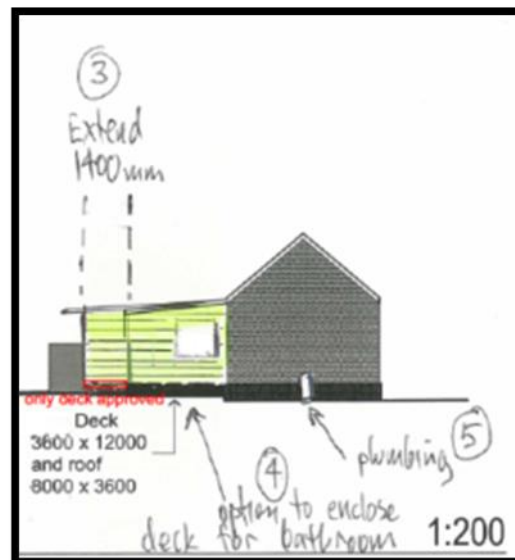 3
Extend
1400mm
only deck approved
Deck
3600 x 12000
and roof
8000 x 3600
4
option to enclose
deck for bathroom
plumbing 5
1:200